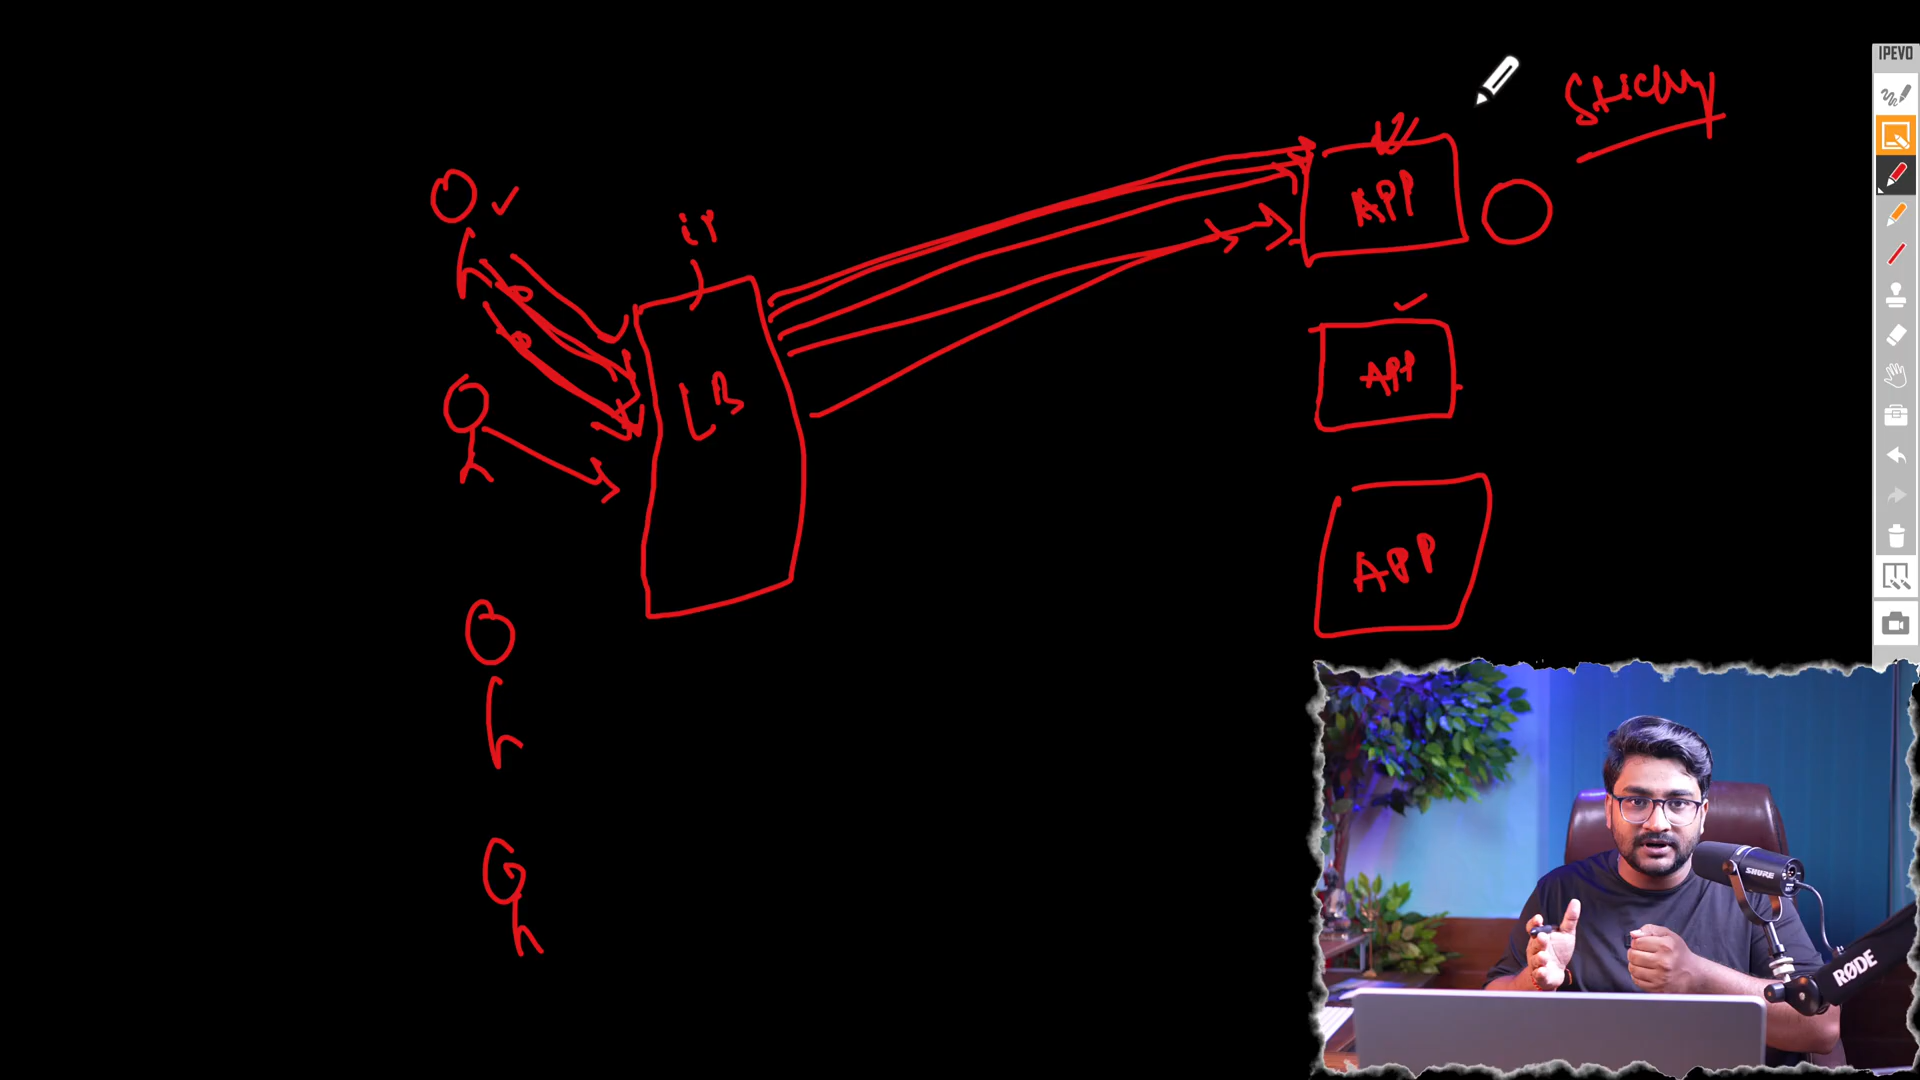 IPEVO
Sticky
APP
IP
APP
LB
APP
SHURE
RØDE